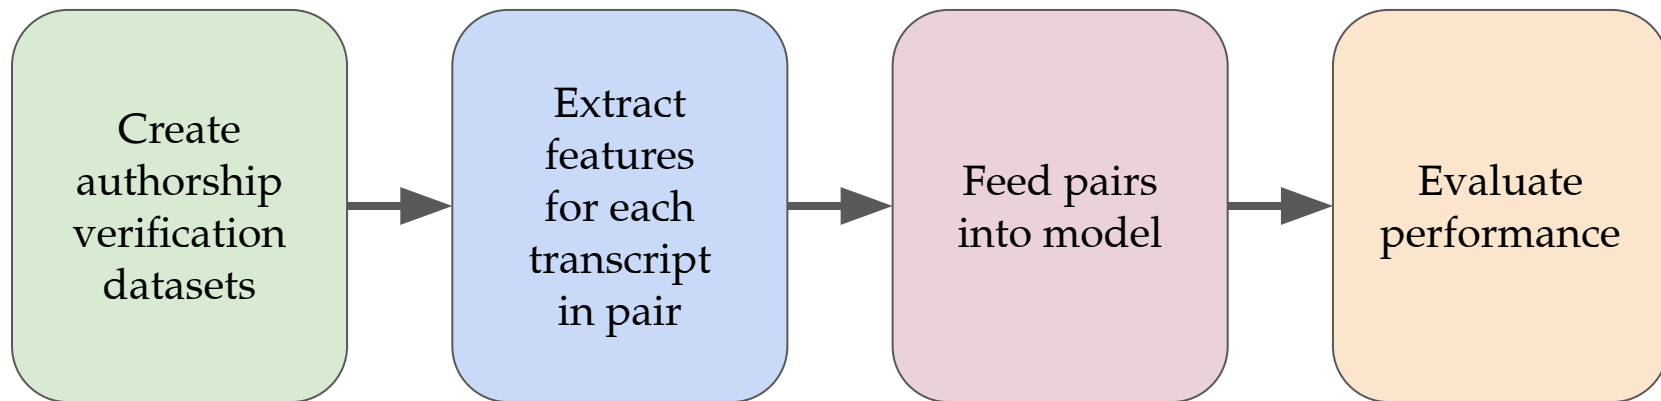 Create
authorship
verification
datasets
Extract
features
for each
transcript
in pair
Feed pairs
into model
Evaluate
performance